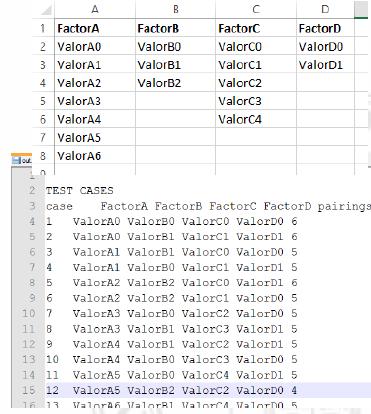 A B C D
1 FactorA FactorB FactorC FactorD
2 ValorA0 ValorB0 ValorC0 ValorD0
3 ValorA1 ValorB1 ValorC1 ValorD1
4 ValorA2 ValorB2 ValorC2
5 ValorA3 ValorC3
6 ValorA4 ValorC4
7 ValorA5
8 ValorA6
out
2 TEST CASES
3 case FactorA FactorB FactorC FactorD pairings
4 1 ValorA0 ValorB0 ValorC0 ValorD0 6
5 2 ValorA0 ValorB1 ValorC1 ValorD1 6
6 3 ValorA1 ValorB1 ValorC0 ValorD0 5
7 4 ValorA1 ValorB0 ValorC1 ValorD1 5
8 5 ValorA2 ValorB2 ValorC0 ValorD1 6
9 6 ValorA2 ValorB2 ValorC1 ValorD0 5
10 7 ValorA3 ValorB0 ValorC2 ValorD0 5
11 8 ValorA3 ValorB1 ValorC3 ValorD1 5
12 9 ValorA4 ValorB1 ValorC2 ValorD1 5
13 10 ValorA4 ValorB0 ValorC3 ValorD0 5
14 11 ValorA5 ValorB0 ValorC4 ValorD1 5
15 12 ValorA5 ValorB2 ValorC2 ValorD0 4
16 13 ValorA6 ValorB1 ValorC4 ValorD0 5